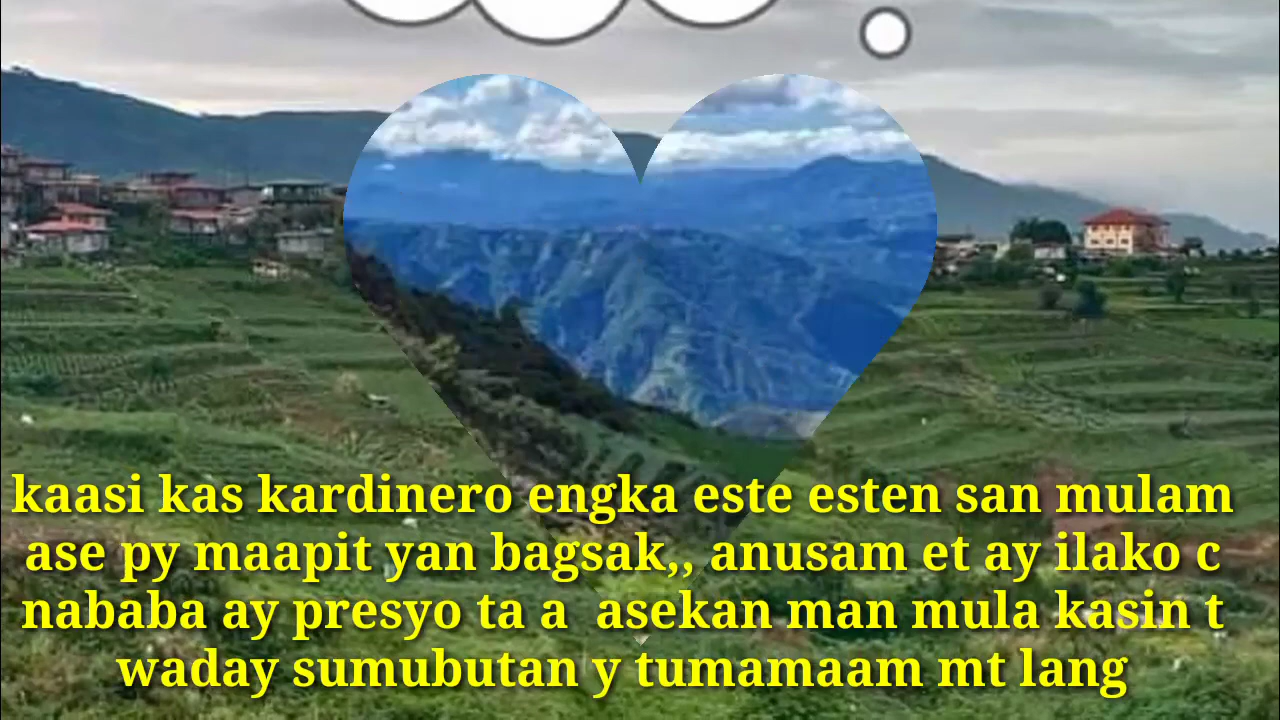 kaasi kas kardinero engka este esten san mulam
ase py maapit yan bagsak,, anusam et ay ilako c
nababa ay presyo ta a  asekan man mula kasin t
waday sumubutan y tumamaam mt lang